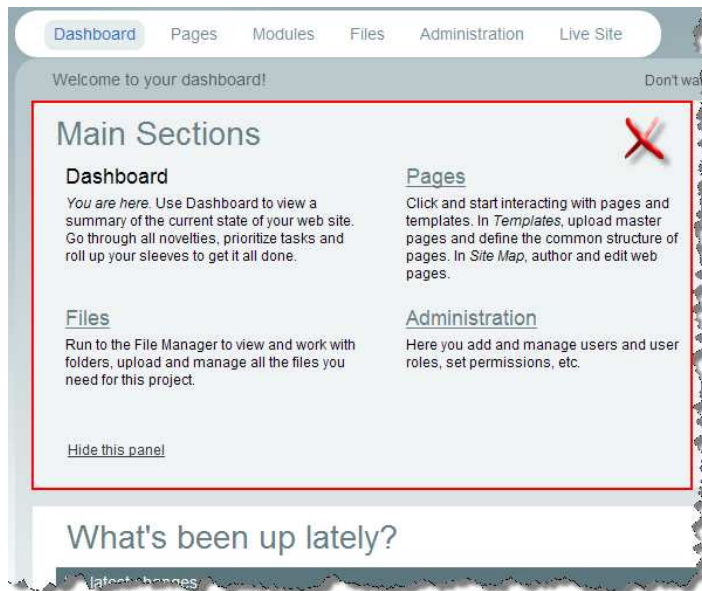 Dashboard Pages Modules Files Administration Live Site
Welcome to your dashboard! Don't
Main Sections
Dashboard
You are here. Use Dashboard to view a
summary of the current state of your web site.
Go through all novelties, prioritize tasks and
roll up your sleeves to get it all done.
Pages
Click and start interacting with pages and
templates. In Templates, upload master
pages and define the common structure of
pages. In Site Map, author and edit web
pages.
Files
Run to the File Manager to view and work with
folders, upload and manage all the files you
need for this project.
Administration
Here you add and manage users and user
roles, set permissions, etc.
Hide this panel
What's been up lately?
latest changes